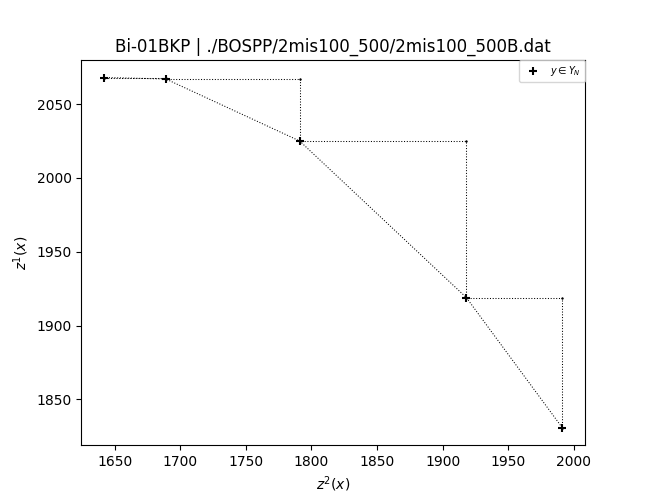 Bi-01BKP | ./BOSPP/2mis100_500/2mis100_500B.dat
y ∈ Y_N
2050
2000
1950
1900
1850
z¹(x)
1650 1700 1750 1800 1850 1900 1950 2000
z²(x)